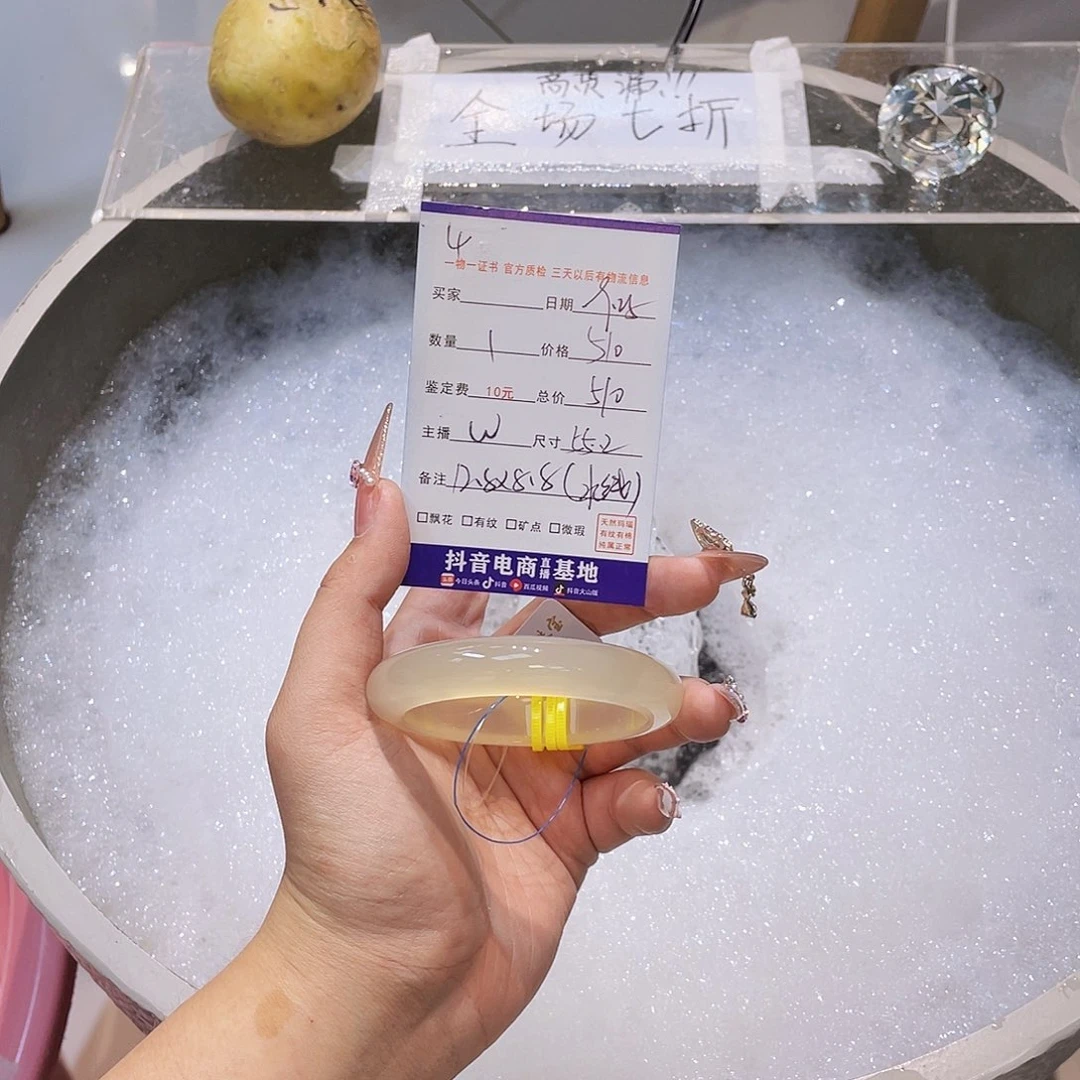 高货源!!!
全场七折
4
一物一证书 官方质检 三天以后有物流信息
买家 日期 8.25
数量 1 价格 510
鉴定费 10元 总价 510
主播 W 尺寸 55.2
备注 12.8x8.8
☐飘花 ☐有纹 ☐矿点 ☐微瑕
天然玛瑙
有纹有棉
纯属正常
抖音电商直播基地
今日头条 抖音 西瓜视频 抖音火山版